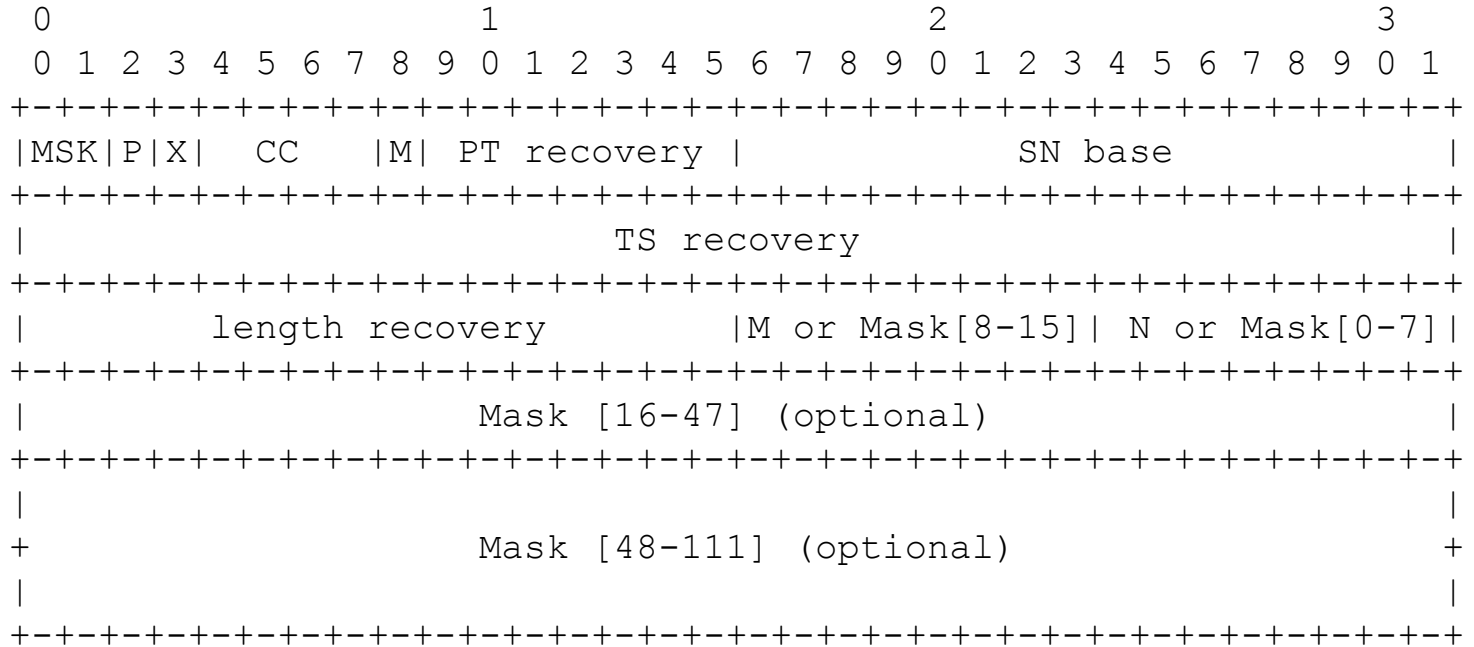 0                   1                   2                   3
 0 1 2 3 4 5 6 7 8 9 0 1 2 3 4 5 6 7 8 9 0 1 2 3 4 5 6 7 8 9 0 1
+-+-+-+-+-+-+-+-+-+-+-+-+-+-+-+-+-+-+-+-+-+-+-+-+-+-+-+-+-+-+-+-+
|MSK|P|X|  CC   |M| PT recovery |            SN base            |
+-+-+-+-+-+-+-+-+-+-+-+-+-+-+-+-+-+-+-+-+-+-+-+-+-+-+-+-+-+-+-+-+
|                          TS recovery                          |
+-+-+-+-+-+-+-+-+-+-+-+-+-+-+-+-+-+-+-+-+-+-+-+-+-+-+-+-+-+-+-+-+
|        length recovery        |M or Mask[8-15]| N or Mask[0-7]|
+-+-+-+-+-+-+-+-+-+-+-+-+-+-+-+-+-+-+-+-+-+-+-+-+-+-+-+-+-+-+-+-+
|                    Mask [16-47] (optional)                    |
+-+-+-+-+-+-+-+-+-+-+-+-+-+-+-+-+-+-+-+-+-+-+-+-+-+-+-+-+-+-+-+-+
|                                                               |
+                    Mask [48-111] (optional)                   +
|                                                               |
+-+-+-+-+-+-+-+-+-+-+-+-+-+-+-+-+-+-+-+-+-+-+-+-+-+-+-+-+-+-+-+-+